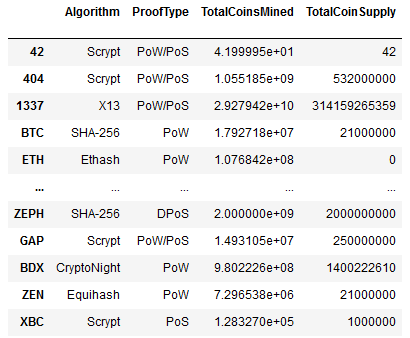 Algorithm ProofType TotalCoinsMined TotalCoinSupply
42 Scrypt PoW/PoS 4.199995e+01 42
404 Scrypt PoW/PoS 1.055185e+09 532000000
1337 X13 PoW/PoS 2.927942e+10 314159265359
BTC SHA-256 PoW 1.792718e+07 21000000
ETH Ethash PoW 1.076842e+08 0
... ... ... ... ...
ZEPH SHA-256 DPoS 2.000000e+09 2000000000
GAP Scrypt PoW/PoS 1.493105e+07 250000000
BDX CryptoNight PoW 9.802226e+08 1400222610
ZEN Equihash PoW 7.296538e+06 21000000
XBC Scrypt PoS 1.283270e+05 1000000